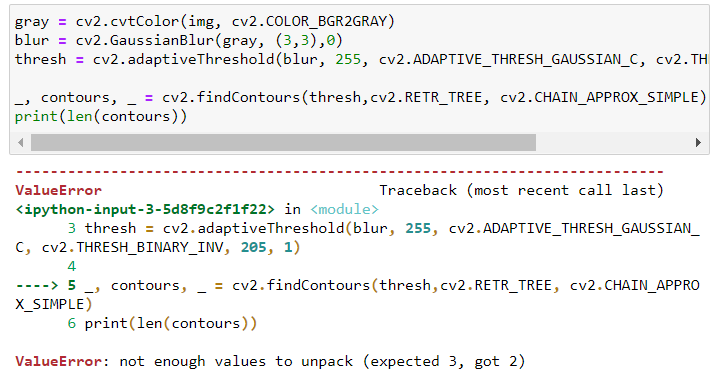 gray = cv2.cvtColor(img, cv2.COLOR_BGR2GRAY)
blur = cv2.GaussianBlur(gray, (3,3),0)
thresh = cv2.adaptiveThreshold(blur, 255, cv2.ADAPTIVE_THRESH_GAUSSIAN_C, cv2.TH
_, contours, _ = cv2.findContours(thresh,cv2.RETR_TREE, cv2.CHAIN_APPROX_SIMPLE)
print(len(contours))
---------------------------------------------------------------------------
ValueError                                Traceback (most recent call last)
<ipython-input-3-5d8f9c2f1f22> in <module>
      3 thresh = cv2.adaptiveThreshold(blur, 255, cv2.ADAPTIVE_THRESH_GAUSSIAN_
C, cv2.THRESH_BINARY_INV, 205, 1)
      4
----> 5 _, contours, _ = cv2.findContours(thresh,cv2.RETR_TREE, cv2.CHAIN_APPRO
X_SIMPLE)
      6 print(len(contours))
ValueError: not enough values to unpack (expected 3, got 2)